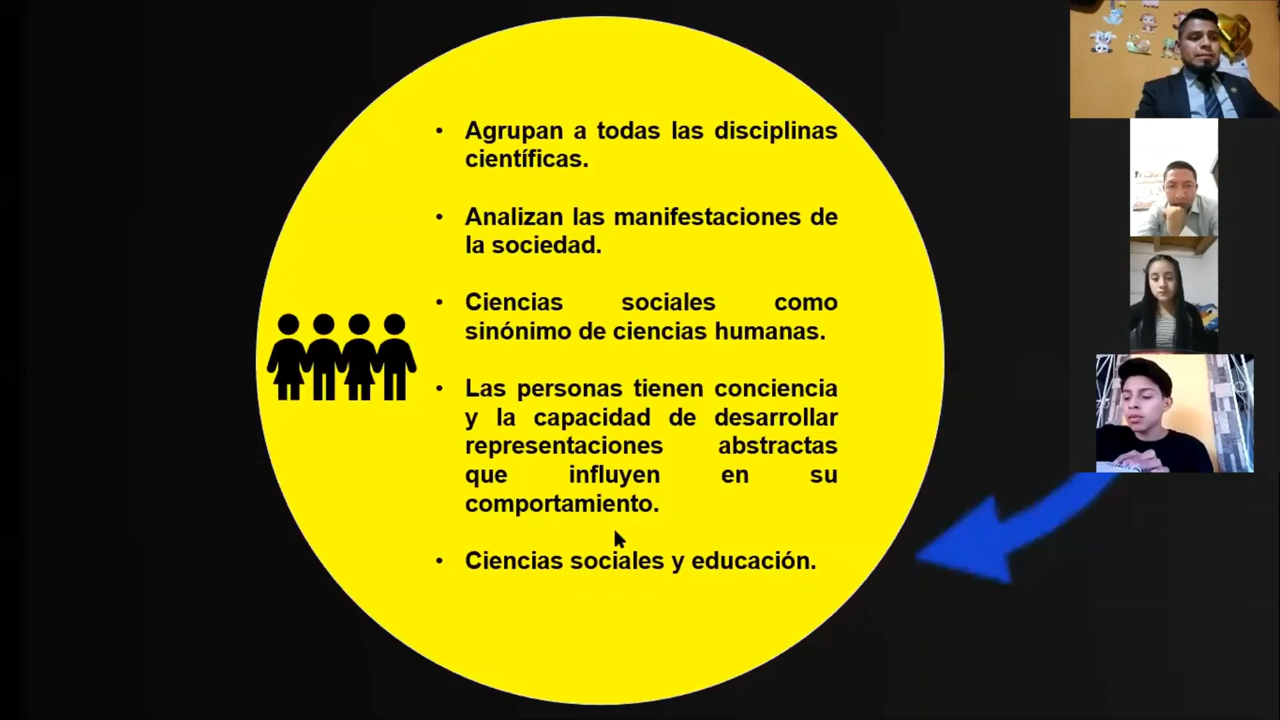 • Agrupan a todas las disciplinas
científicas.
• Analizan las manifestaciones de
la sociedad.
• Ciencias sociales como
sinónimo de ciencias humanas.
• Las personas tienen conciencia
y la capacidad de desarrollar
representaciones abstractas
que influyen en su
comportamiento.
• Ciencias sociales y educación.